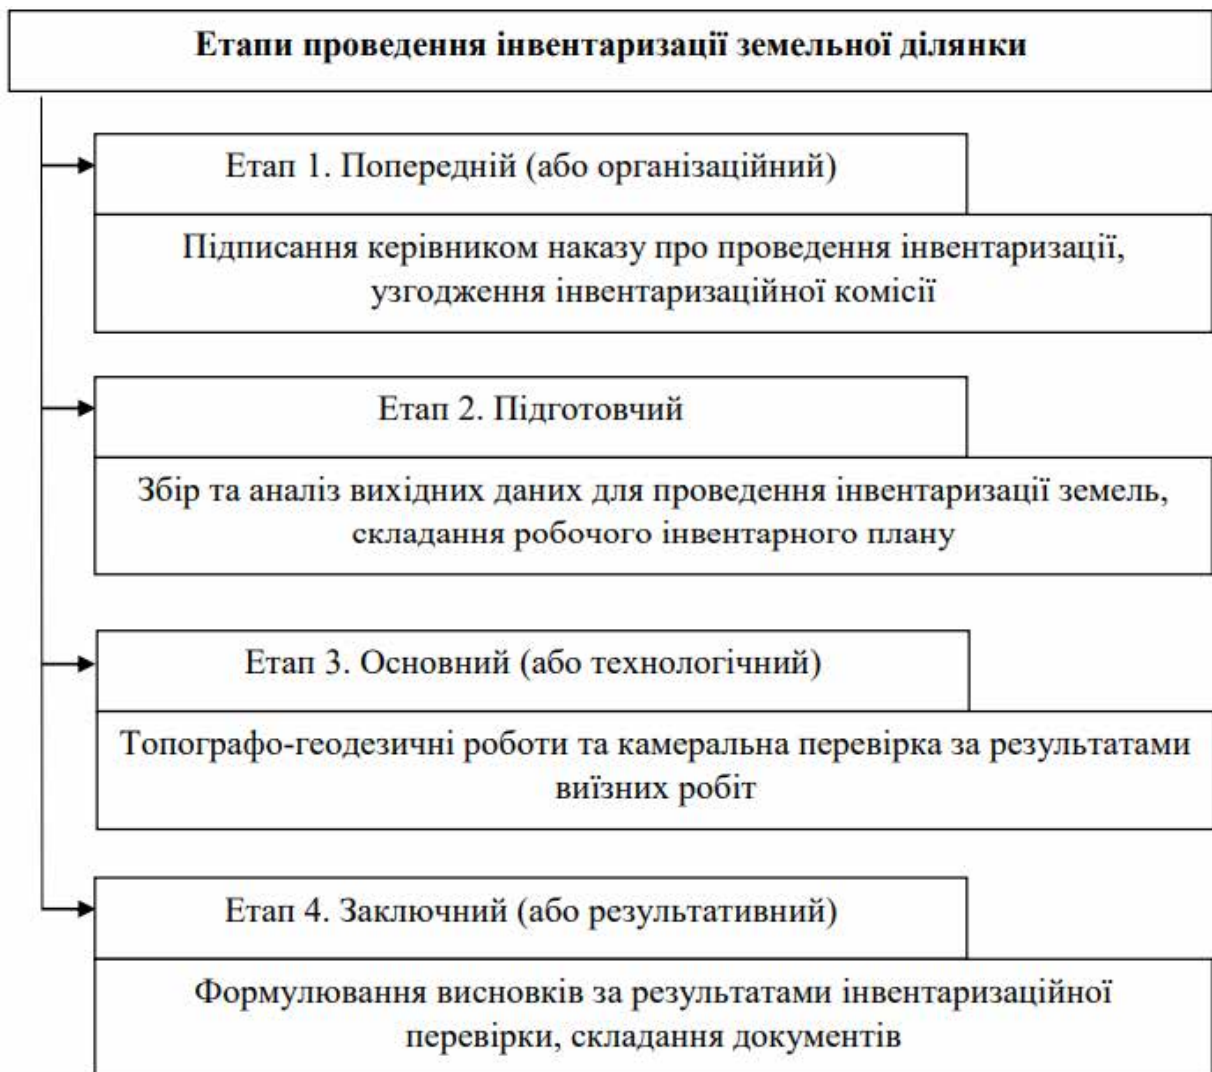 Етапи проведення інвентаризації земельної ділянки
Етап 1. Попередній (або організаційний)
Підписання керівником наказу про проведення інвентаризації,
узгодження інвентаризаційної комісії
Етап 2. Підготовчий
Збір та аналіз вихідних даних для проведення інвентаризації земель,
складання робочого інвентарного плану
Етап 3. Основний (або технологічний)
Топографо-геодезичні роботи та камеральна перевірка за результатами
виїзних робіт
Етап 4. Заключний (або результативний)
Формулювання висновків за результатами інвентаризаційної
перевірки, складання документів